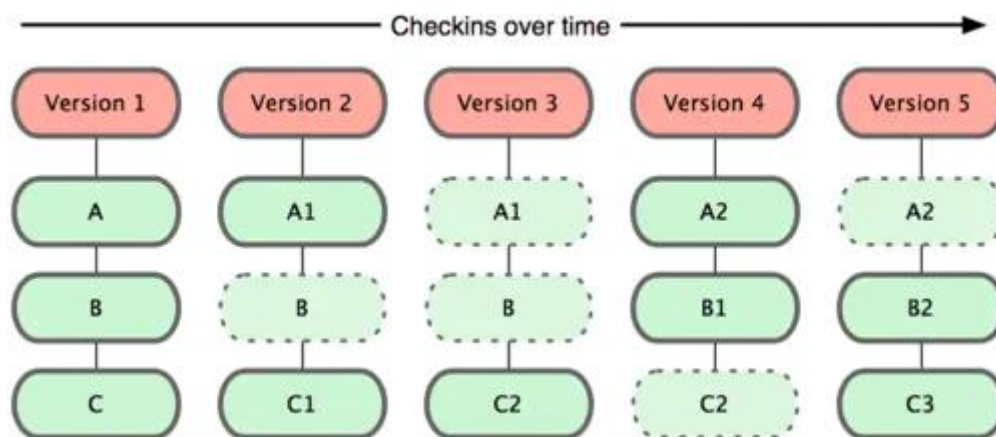 Checkins over time
Version 1 Version 2 Version 3 Version 4 Version 5
A A1 A1 A2 A2
B B B B1 B2
C C1 C2 C2 C3